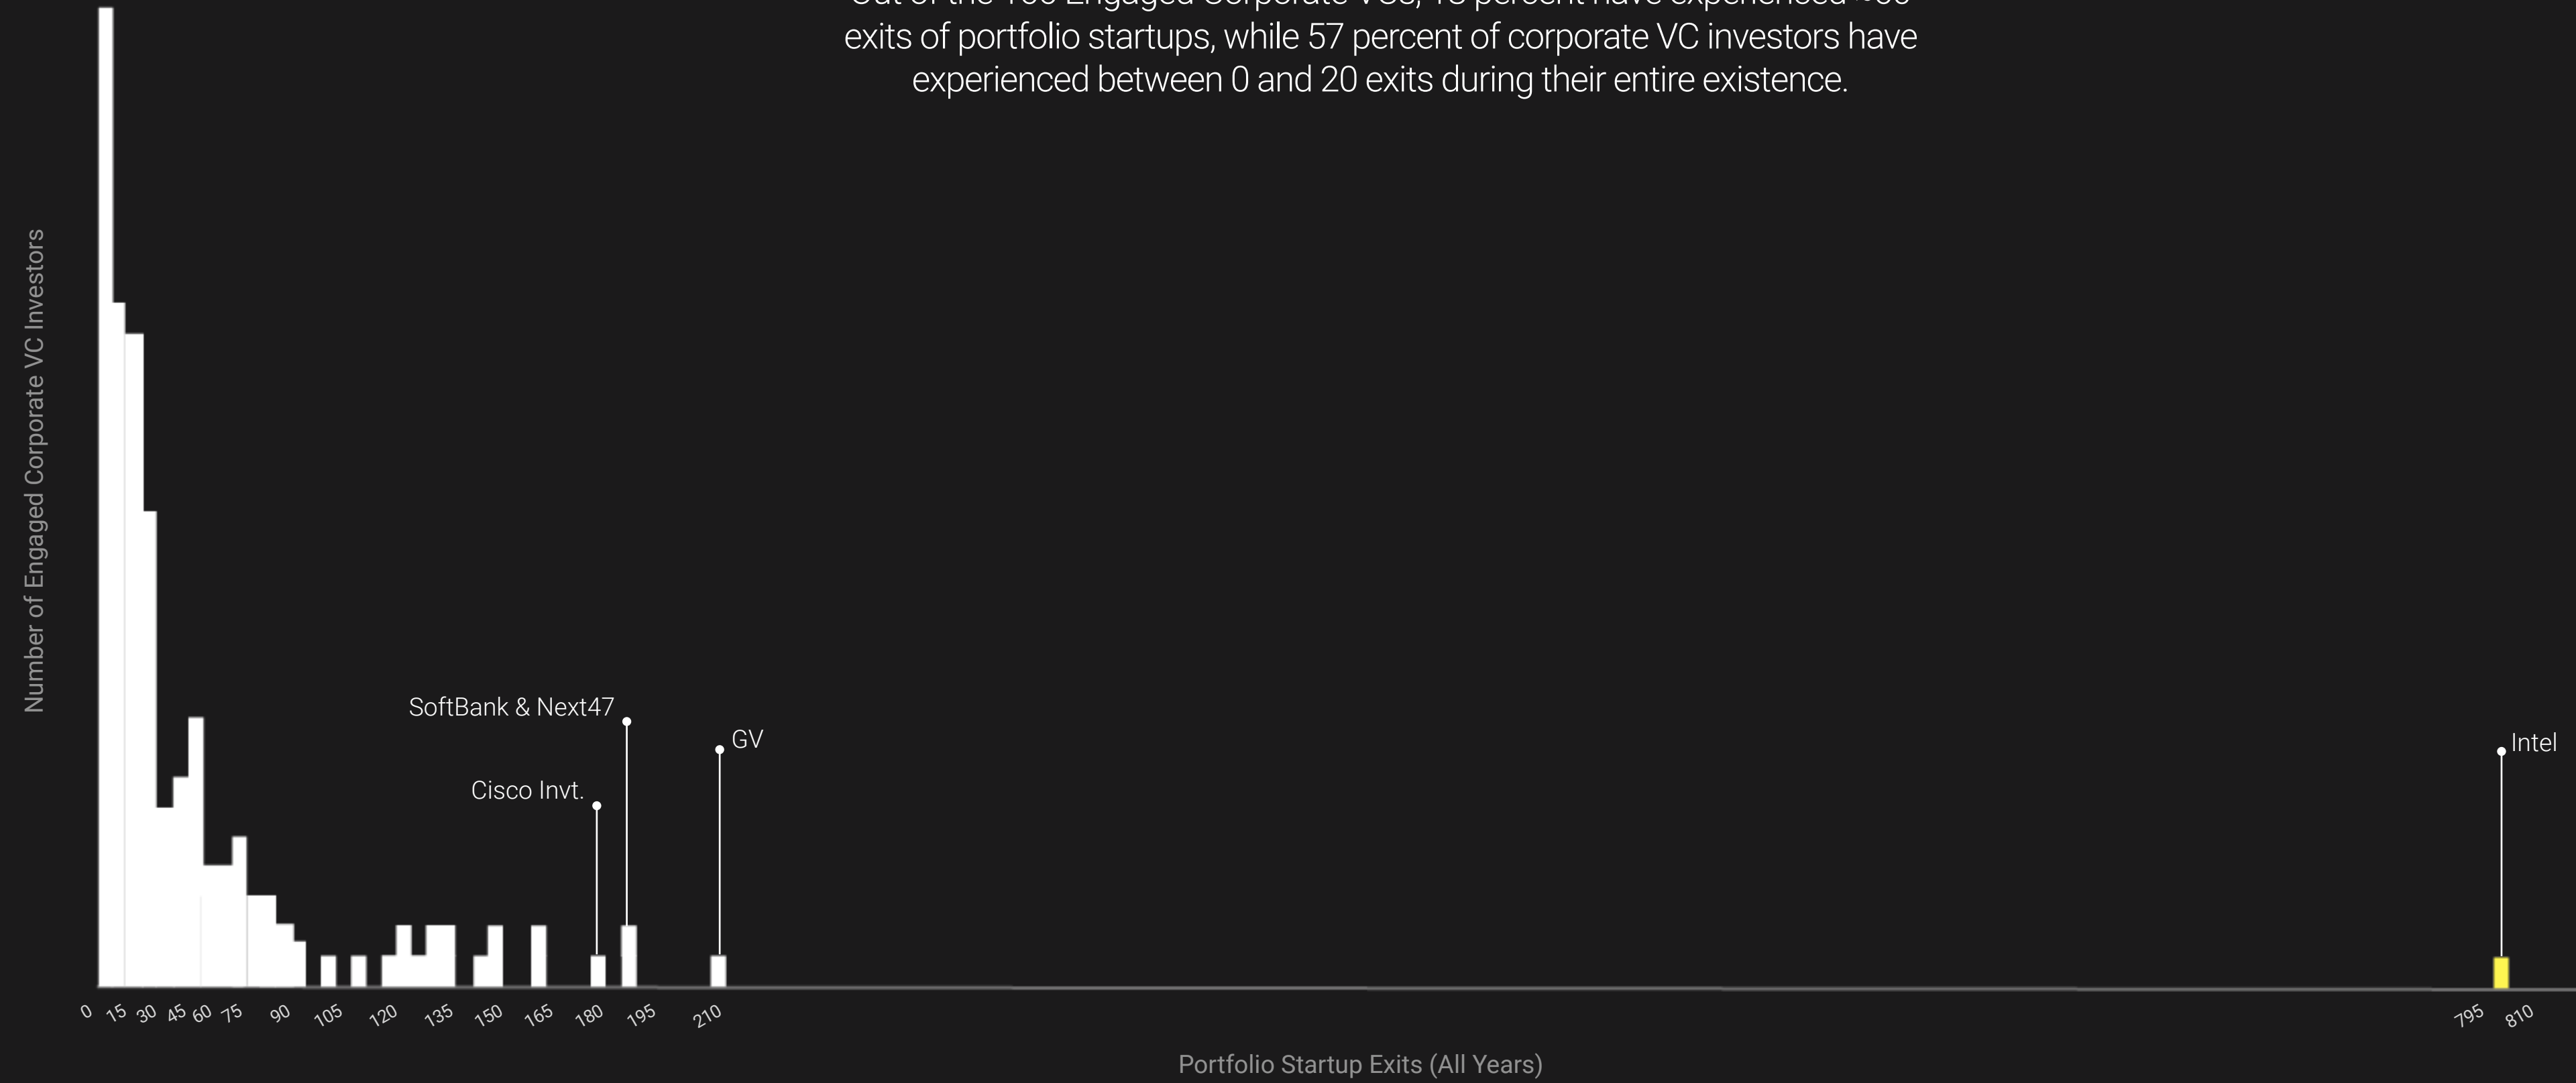 exits of portfolio startups, while 57 percent of corporate VC investors have
experienced between 0 and 20 exits during their entire existence.
Number of Engaged Corporate VC Investors
SoftBank & Next47
GV
Intel
Cisco Invt.
0 15 30 45 60 75 90 105 120 135 150 165 180 195 210 795 810
Portfolio Startup Exits (All Years)